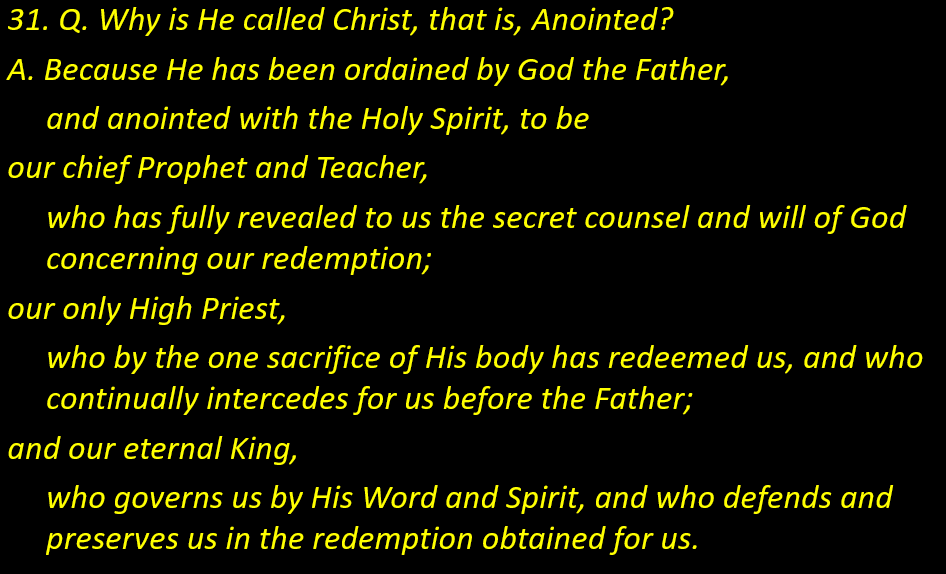 31. Q. Why is He called Christ, that is, Anointed?
A. Because He has been ordained by God the Father,
and anointed with the Holy Spirit, to be
our chief Prophet and Teacher,
who has fully revealed to us the secret counsel and will of God
concerning our redemption;
our only High Priest,
who by the one sacrifice of His body has redeemed us, and who
continually intercedes for us before the Father;
and our eternal King,
who governs us by His Word and Spirit, and who defends and
preserves us in the redemption obtained for us.